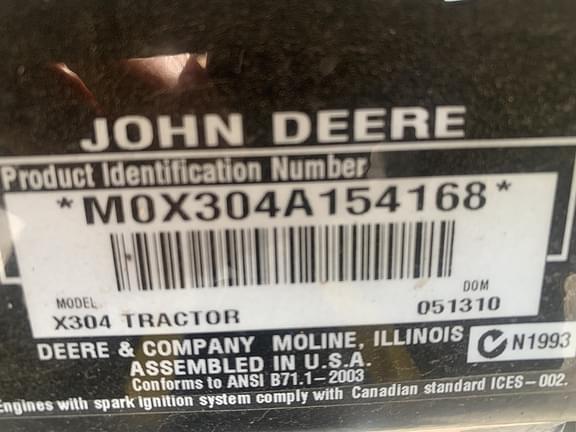 JOHN DEERE
Product Identification Number
*M0X304A154168*
MODEL
X304 TRACTOR
DOM
051310
DEERE & COMPANY MOLINE, ILLINOIS
ASSEMBLED IN U.S.A.
N1993
Conforms to ANSI B71.1-2003
Engines with spark ignition system comply with Canadian standard ICES-002.